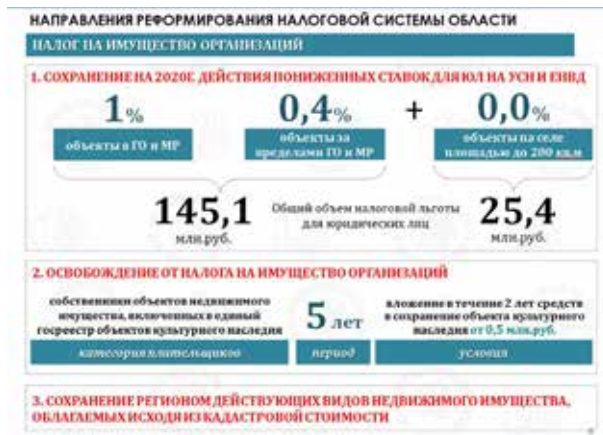 НАПРАВЛЕНИЯ РЕФОРМИРОВАНИЯ НАЛОГОВОЙ СИСТЕМЫ ОБЛАСТИ
НАЛОГ НА ИМУЩЕСТВО ОРГАНИЗАЦИЙ
1. СОХРАНЕНИЕ НА 2020Г. ДЕЙСТВИЯ ПОНИЖЕННЫХ СТАВОК ДЛЯ ЮЛ НА УСН И ЕНВД
1% 0,4% + 0,0%
объекты в ГО и МР
объекты за
пределами ГО и МР
объекты на селе
площадью до 200 кв.м
145,1
млн.руб.
Общий объем налоговой льготы
для юридических лиц
25,4
млн.руб.
2. ОСВОБОЖДЕНИЕ ОТ НАЛОГА НА ИМУЩЕСТВО ОРГАНИЗАЦИЙ
собственники объектов недвижимого
имущества, включенных в единый
госреестр объектов культурного наследия
5 лет
вложение в течение 2 лет средств
в сохранение объекта культурного
наследия от 0,5 млн.руб.
категория плательщиков
период
условия
3. СОХРАНЕНИЕ РЕГИОНОМ ДЕЙСТВУЮЩИХ ВИДОВ НЕДВИЖИМОГО ИМУЩЕСТВА,
ОБЛАГАЕМЫХ ИСХОДЯ ИЗ КАДАСТРОВОЙ СТОИМОСТИ